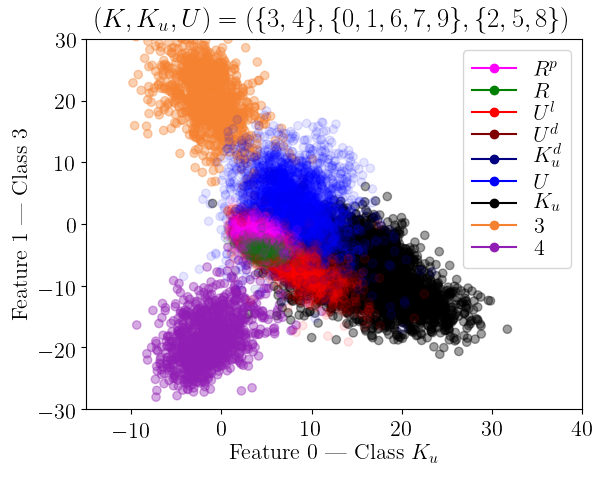 (K, K_u, U) = ({3, 4}, {0, 1, 6, 7, 9}, {2, 5, 8})
30
20
10
0
−10
−20
−30
Feature 1 — Class 3
R^p
R
U^l
U^d
K_u^d
U
K_u
3
4
−10
0
10
20
30
40
Feature 0 — Class K_u